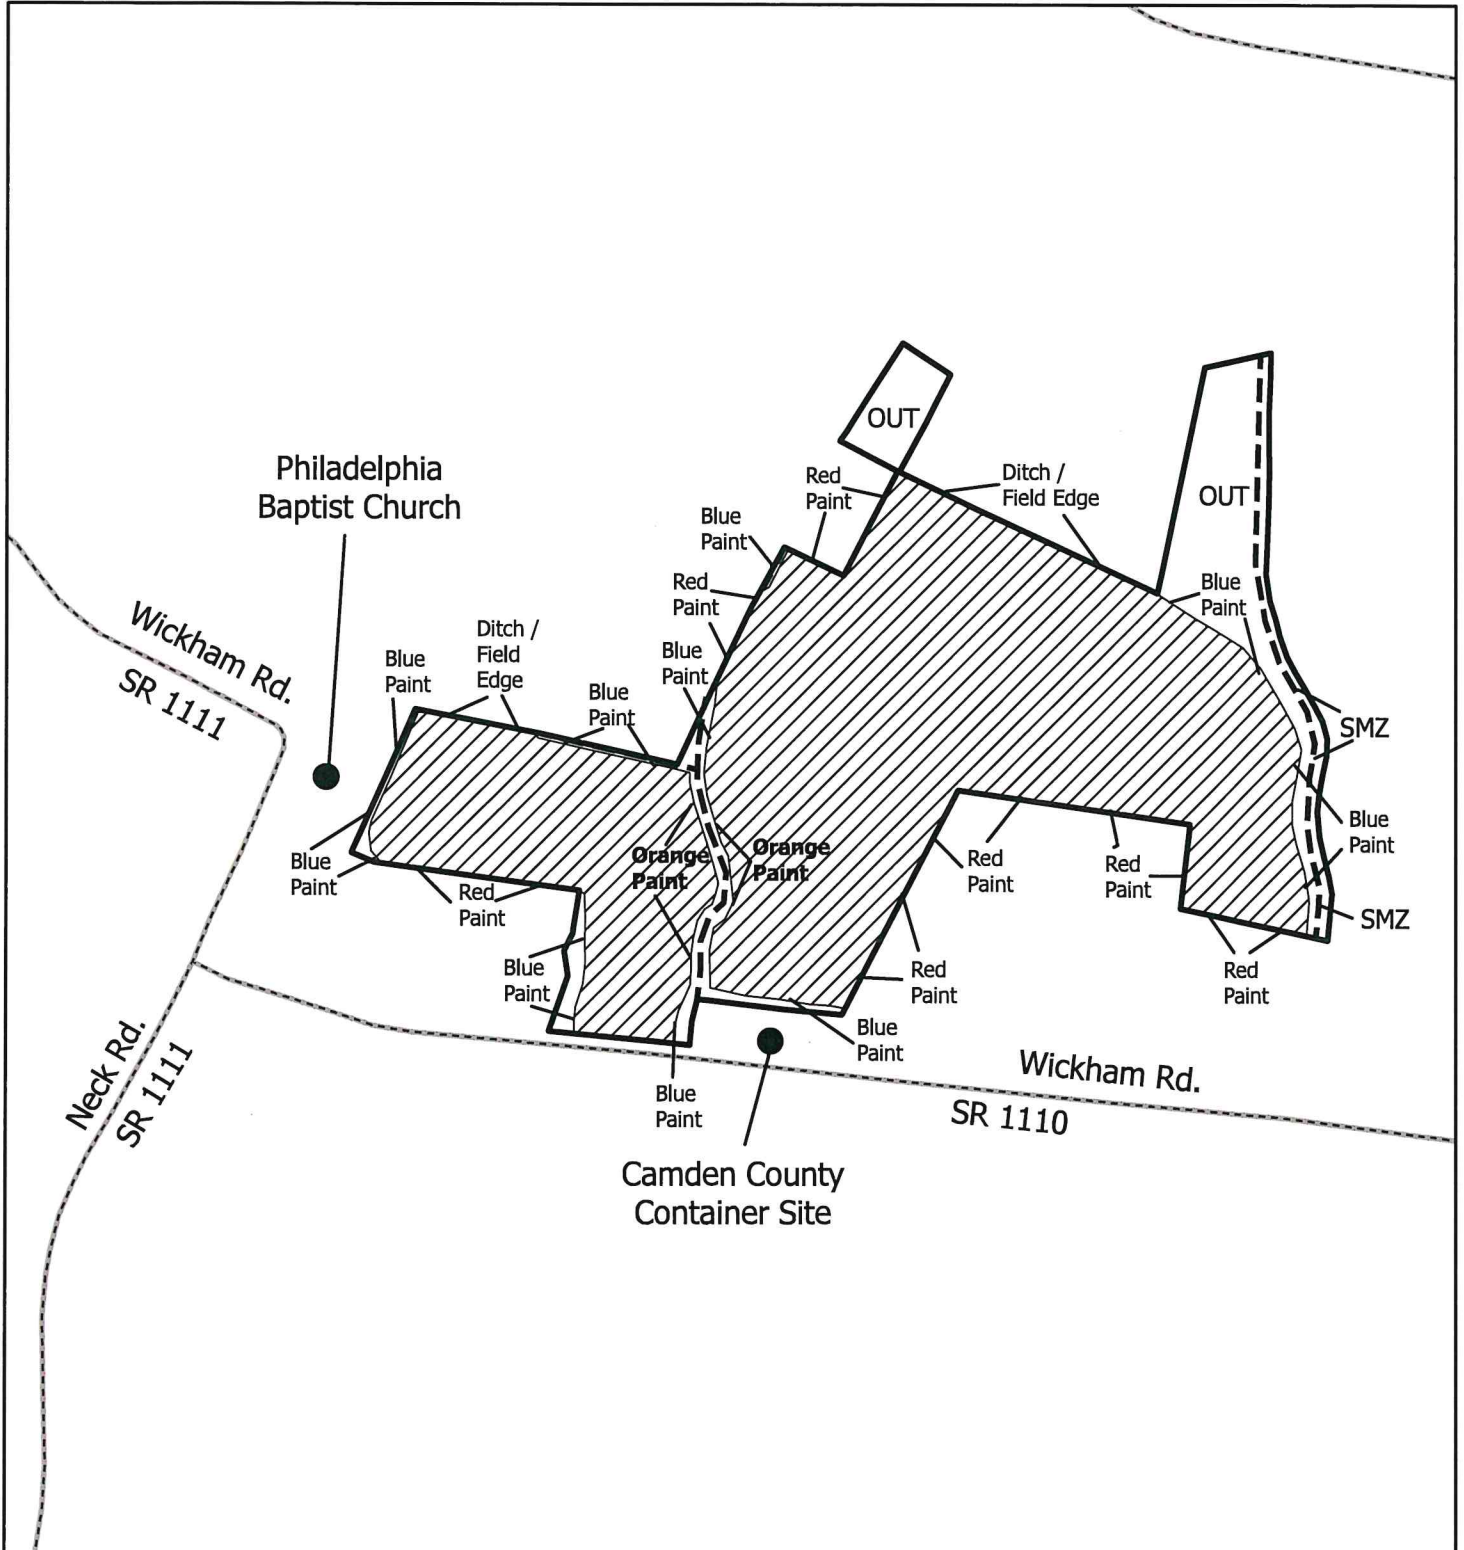 OUT
Philadelphia
Baptist Church
Red
Paint
Ditch /
Field Edge
OUT
Blue
Paint
Red
Paint
Blue
Paint
Wickham Rd.
SR 1111
Ditch /
Field
Edge
Blue
Paint
Blue
Paint
Blue
Paint
SMZ
Blue
Paint
Orange
Paint
Orange
Paint
Blue
Paint
Red
Paint
Red
Paint
Red
Paint
SMZ
Blue
Paint
Red
Paint
Red
Paint
Blue
Paint
Neck Rd.
SR 1111
Blue
Paint
Wickham Rd.
SR 1110
Camden County
Container Site